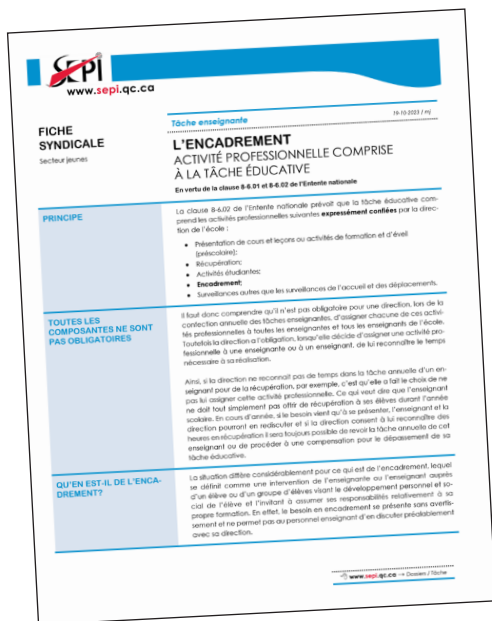 SEPI
www.sepi.qc.ca
FICHE
SYNDICALE
Secteur jeunes
Tâche enseignante
19-10-2023 / mj
L'ENCADREMENT
ACTIVITÉ PROFESSIONNELLE COMPRISE
À LA TÂCHE ÉDUCATIVE
En vertu de la clause 8-6.01 et 8-6.02 de l'Entente nationale
PRINCIPE
La clause 8-6.02 de l'Entente nationale prévoit que la tâche éducative com-
prend les activités professionnelles suivantes expressément confiées par la direc-
tion de l'école :
• Présentation de cours et leçons ou activités de formation et d'éveil
(préscolaire);
• Récupération;
• Activités étudiantes;
• Encadrement;
• Surveillances autres que les surveillances de l'accueil et des déplacements.
TOUTES LES
COMPOSANTES NE SONT
PAS OBLIGATOIRES
Il faut donc comprendre qu'il n'est pas obligatoire pour une direction, lors de la
confection annuelle des tâches enseignantes, d'assigner chacune de ces activi-
tés professionnelles à toutes les enseignantes et tous les enseignants de l'école.
Toutefois la direction a l'obligation, lorsqu'elle décide d'assigner une activité pro-
fessionnelle à une enseignante ou à un enseignant, de lui reconnaître le temps
nécessaire à sa réalisation.
Ainsi, si la direction ne reconnait pas de temps dans la tâche annuelle d'un en-
seignant pour de la récupération, par exemple, c'est qu'elle a fait le choix de ne
pas lui assigner cette activité professionnelle. Ce qui veut dire que l'enseignant
ne doit tout simplement pas offrir de récupération à ses élèves durant l'année
scolaire. En cours d'année, si le besoin vient qu'à se présenter, l'enseignant et la
direction pourront en rediscuter et si la direction consent à lui reconnaître des
heures en récupération il sera toujours possible de revoir la tâche annuelle de cet
enseignant ou de procéder à une compensation pour le dépassement de sa
tâche éducative.
QU'EN EST-IL DE L'ENCA-
DREMENT?
La situation diffère considérablement pour ce qui est de l'encadrement, lequel
se définit comme une intervention de l'enseignante ou l'enseignant auprès
d'un élève ou d'un groupe d'élèves visant le développement personnel et so-
cial de l'élève et l'invitant à assumer ses responsabilités relativement à sa
propre formation. En effet, le besoin en encadrement se présente sans avertis-
sement et ne permet pas au personnel enseignant d'en discuter préalablement
avec sa direction.
www.sepi.qc.ca → Dossiers / Tâche